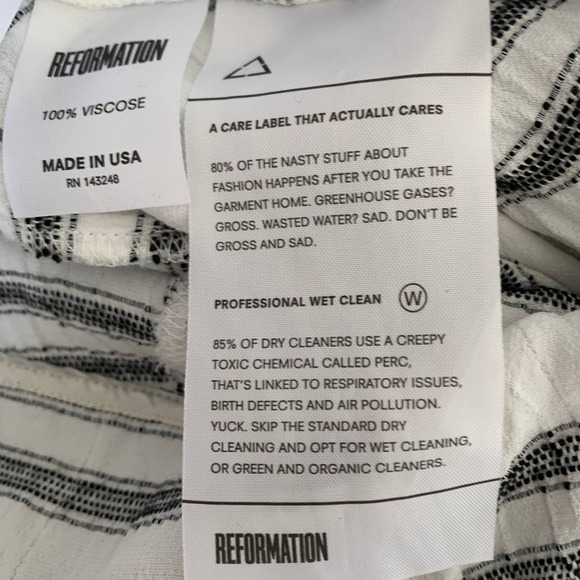 REFORMATION
100% VISCOSE
MADE IN USA
RN 143248
A CARE LABEL THAT ACTUALLY CARES
80% OF THE NASTY STUFF ABOUT
FASHION HAPPENS AFTER YOU TAKE THE
GARMENT HOME. GREENHOUSE GASES?
GROSS. WASTED WATER? SAD. DON'T BE
GROSS AND SAD.
PROFESSIONAL WET CLEAN W
85% OF DRY CLEANERS USE A CREEPY
TOXIC CHEMICAL CALLED PERC,
THAT'S LINKED TO RESPIRATORY ISSUES,
BIRTH DEFECTS AND AIR POLLUTION.
YUCK. SKIP THE STANDARD DRY
CLEANING AND OPT FOR WET CLEANING,
OR GREEN AND ORGANIC CLEANERS.
REFORMATION